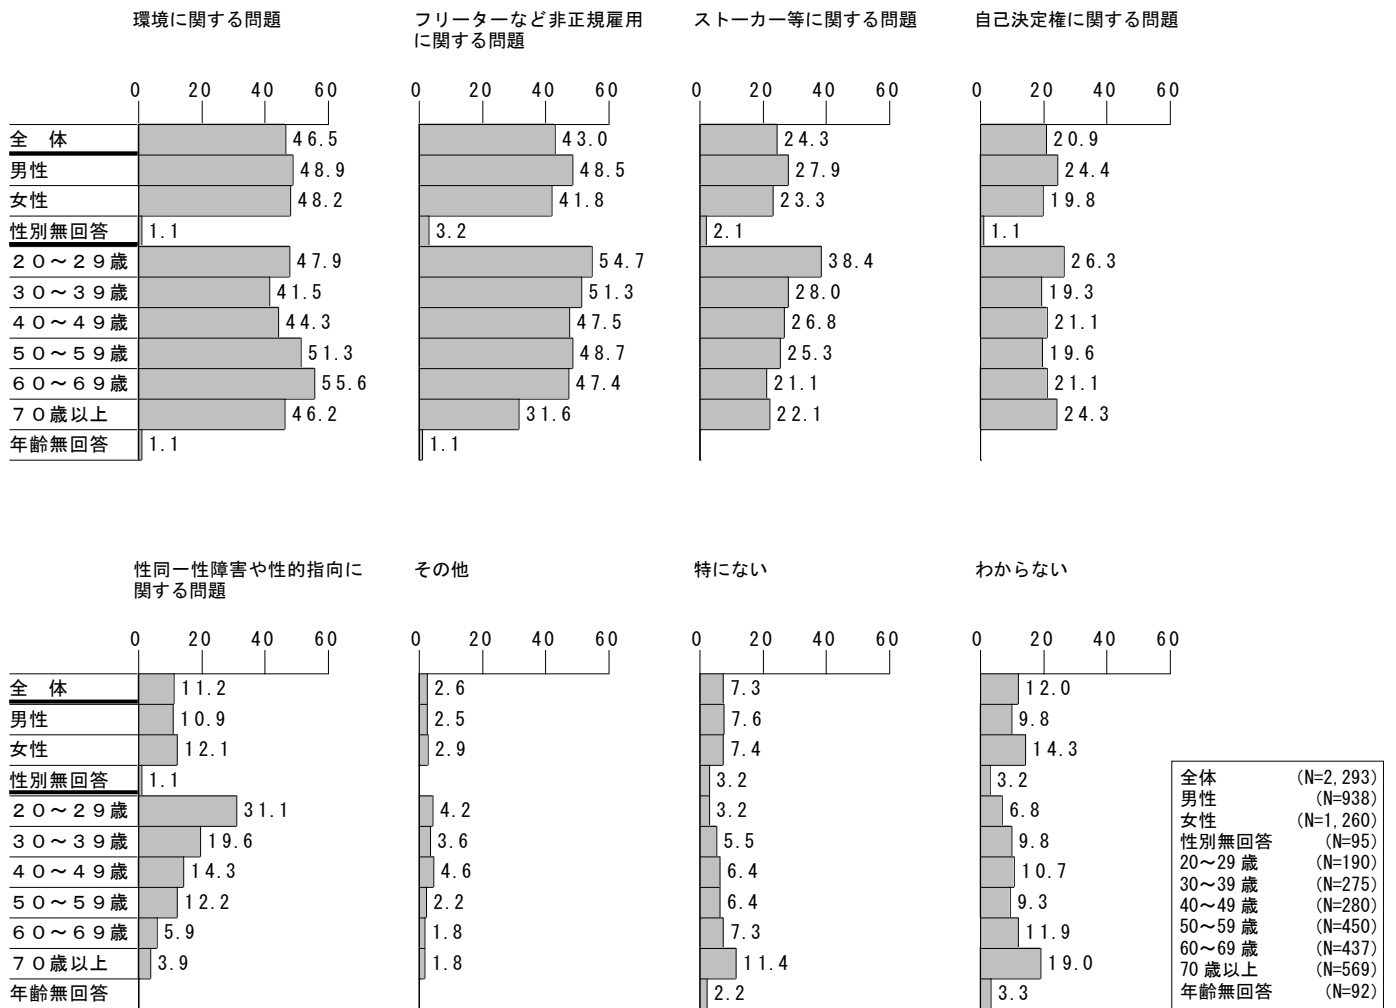 環境に関する問題
フリーターなど非正規雇用
に関する問題
ストーカー等に関する問題
自己決定権に関する問題
0 20 40 60 0 20 40 60 0 20 40 60 0 20 40 60
全 体 46.5 43.0 24.3 20.9
男性 48.9 48.5 27.9 24.4
女性 48.2 41.8 23.3 19.8
性別無回答 1.1 3.2 2.1 1.1
20～29歳 47.9 54.7 38.4 26.3
30～39歳 41.5 51.3 28.0 19.3
40～49歳 44.3 47.5 26.8 21.1
50～59歳 51.3 48.7 25.3 19.6
60～69歳 55.6 47.4 21.1 21.1
70歳以上 46.2 31.6 22.1 24.3
年齢無回答 1.1 1.1
性同一性障害や性的指向に
関する問題
その他
特にない
わからない
0 20 40 60 0 20 40 60 0 20 40 60 0 20 40 60
全 体 11.2 2.6 7.3 12.0
男性 10.9 2.5 7.6 9.8
女性 12.1 2.9 7.4 14.3
性別無回答 1.1 3.2 3.2
20～29歳 31.1 4.2 3.2 6.8
30～39歳 19.6 3.6 5.5 9.8
40～49歳 14.3 4.6 6.4 10.7
50～59歳 12.2 2.2 6.4 9.3
60～69歳 5.9 1.8 7.3 11.9
70歳以上 3.9 1.8 11.4 19.0
年齢無回答 2.2 3.3
全体 (N=2,293)
男性 (N=938)
女性 (N=1,260)
性別無回答 (N=95)
20～29歳 (N=190)
30～39歳 (N=275)
40～49歳 (N=280)
50～59歳 (N=450)
60～69歳 (N=437)
70歳以上 (N=569)
年齢無回答 (N=92)